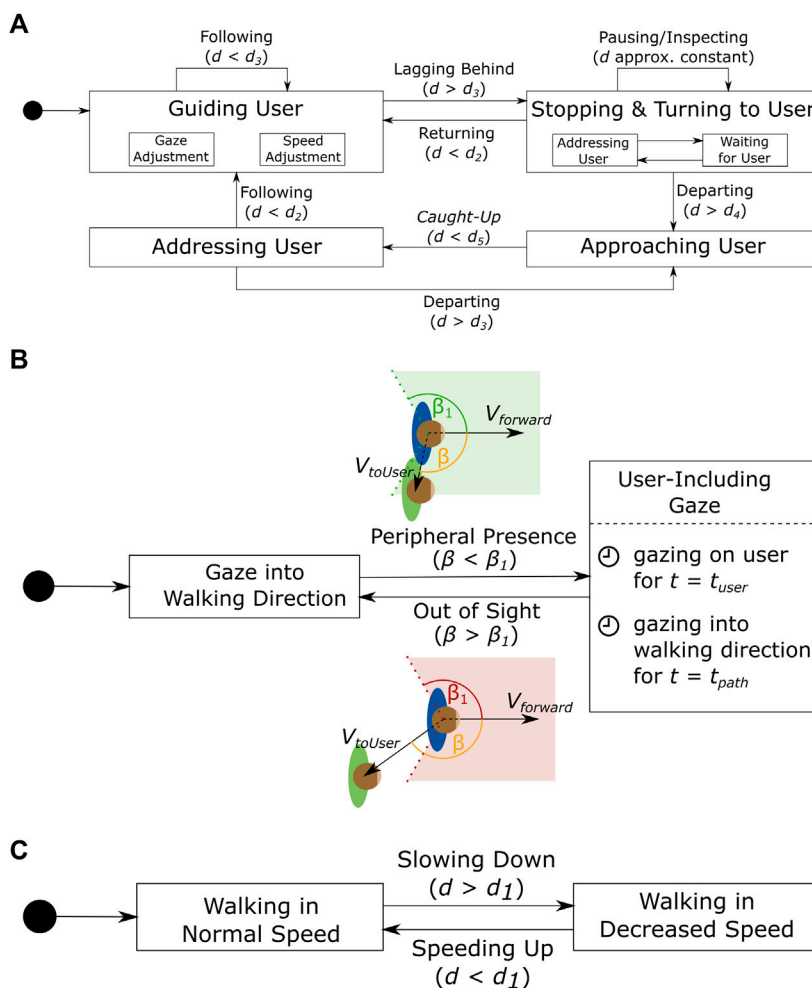 A
Following
(d < d3)
Lagging Behind
(d > d3)
Pausing/Inspecting
(d approx. constant)
Guiding User
Gaze
Adjustment
Speed
Adjustment
Returning
(d < d2)
Stopping & Turning to User
Addressing
User
Waiting
for User
Following
(d < d2)
Departing
(d > d4)
Addressing User
Caught-Up
(d < d5)
Approaching User
Departing
(d > d3)
B
β1
Vforward
β
VtoUser
Peripheral Presence
(β < β1)
Gaze into
Walking Direction
Out of Sight
(β > β1)
User-Including
Gaze
gazing on user
for t = tuser
gazing into
walking direction
for t = tpath
β1
Vforward
VtoUser
β
C
Slowing Down
(d > d1)
Walking in
Normal Speed
Walking in
Decreased Speed
Speeding Up
(d < d1)